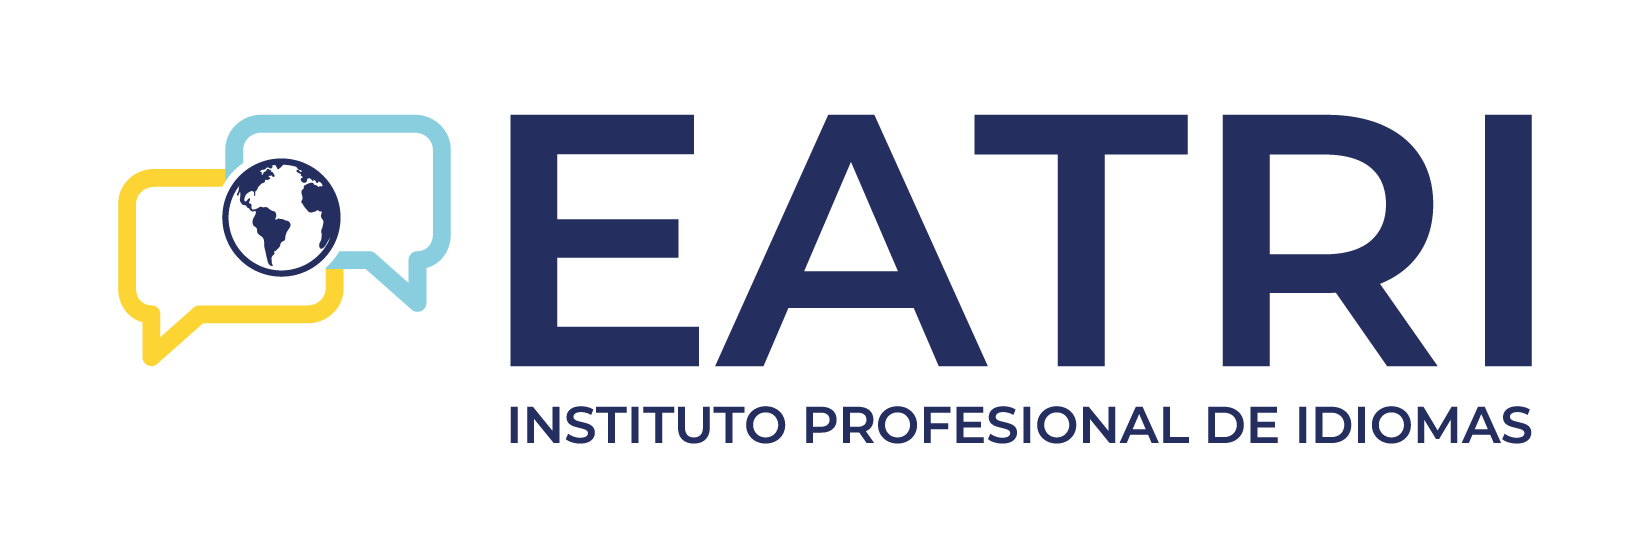 EATRI
INSTITUTO PROFESIONAL DE IDIOMAS